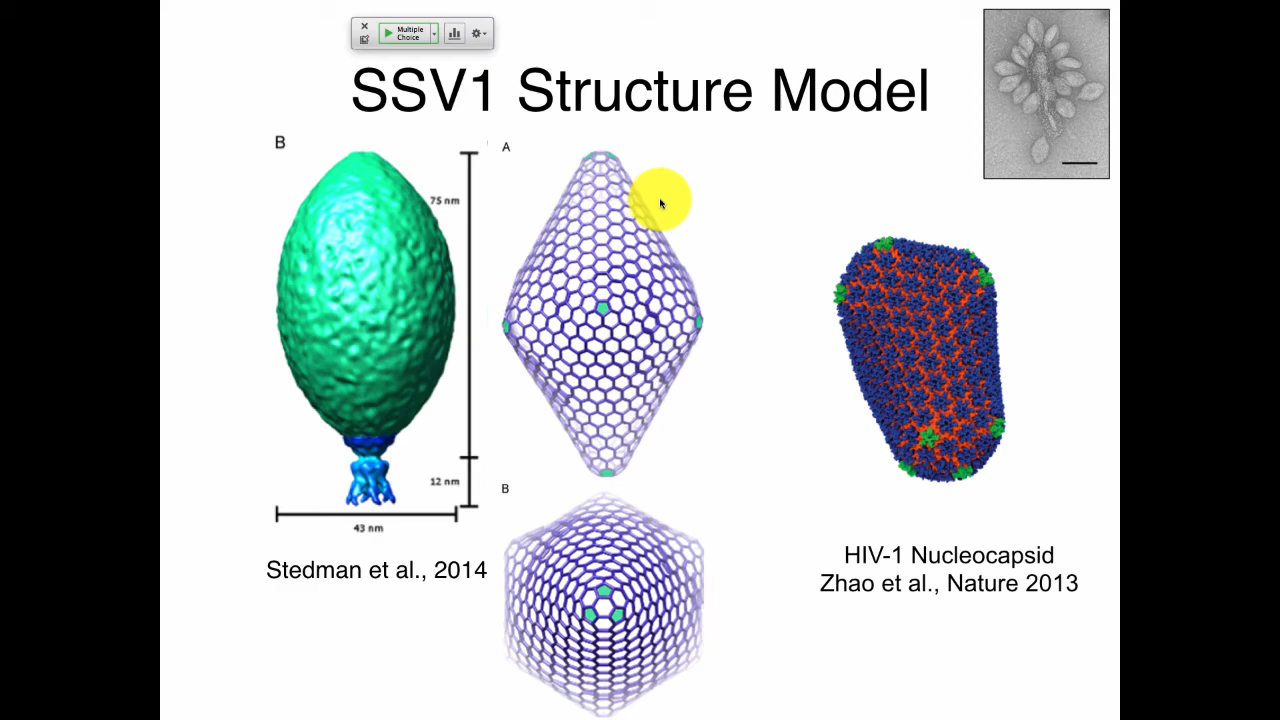 Multiple
Choice
SSV1 Structure Model
B
75 nm
12 nm
43 nm
Stedman et al., 2014
A
B
HIV-1 Nucleocapsid
Zhao et al., Nature 2013